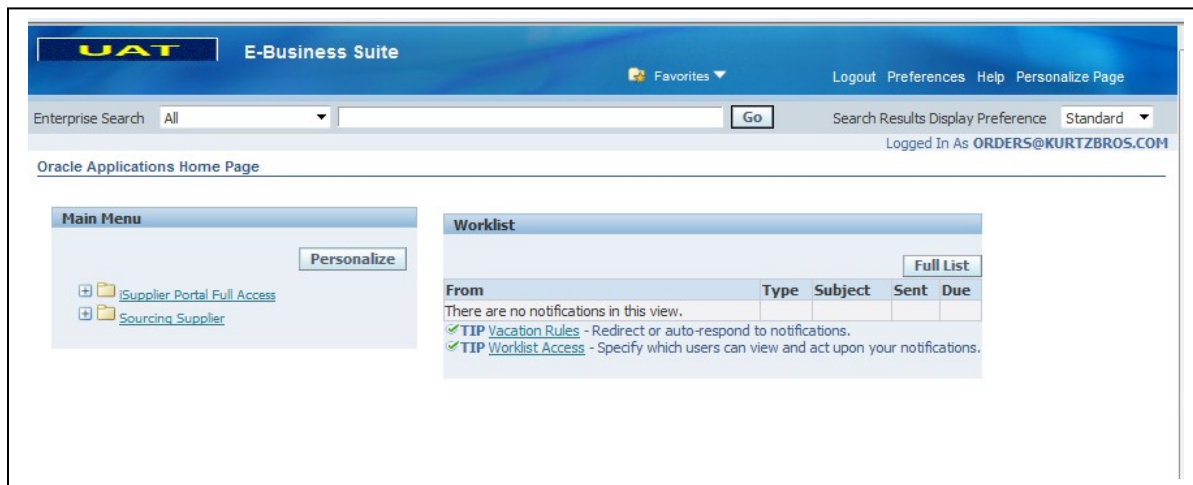 UAT E-Business Suite
Favorites Logout Preferences Help Personalize Page
Enterprise Search All Go Search Results Display Preference Standard
Logged In As ORDERS@KURTZBROS.COM
Oracle Applications Home Page
Main Menu
Personalize
iSupplier Portal Full Access
Sourcing Supplier
Worklist
Full List
From Type Subject Sent Due
There are no notifications in this view.
TIP Vacation Rules - Redirect or auto-respond to notifications.
TIP Worklist Access - Specify which users can view and act upon your notifications.